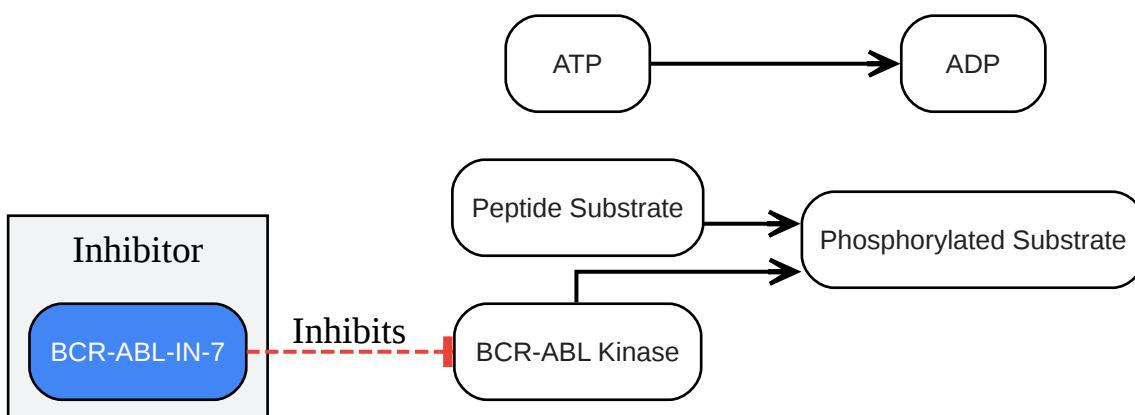 ATP
ADP
Peptide Substrate
Phosphorylated Substrate
Inhibitor
BCR-ABL-IN-7
Inhibits
BCR-ABL Kinase